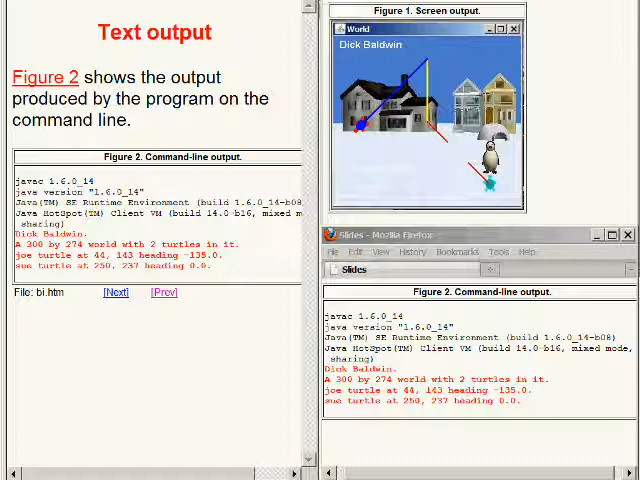 Text output
Figure 2 shows the output
produced by the program on the
command line.
Figure 2. Command-line output.
javac 1.6.0_14
java version "1.6.0_14"
Java(TM) SE Runtime Environment (build 1.6.0_14-b08
Java HotSpot(TM) Client VM (build 14.0-b16, mixed m
sharing)
Dick Baldwin.
A 300 by 274 world with 2 turtles in it.
joe turtle at 44, 143 heading -135.0.
sue turtle at 250, 237 heading 0.0.
File: bi.htm [Next] [Prev]
Figure 1. Screen output.
World
Dick Baldwin
Slides - Mozilla Firefox
File Edit View History Bookmarks Tools Help
Slides
Figure 2. Command-line output.
javac 1.6.0_14
java version "1.6.0_14"
Java(TM) SE Runtime Environment (build 1.6.0_14-b08)
Java HotSpot(TM) Client VM (build 14.0-b16, mixed mode,
sharing)
Dick Baldwin.
A 300 by 274 world with 2 turtles in it.
joe turtle at 44, 143 heading -135.0.
sue turtle at 250, 237 heading 0.0.